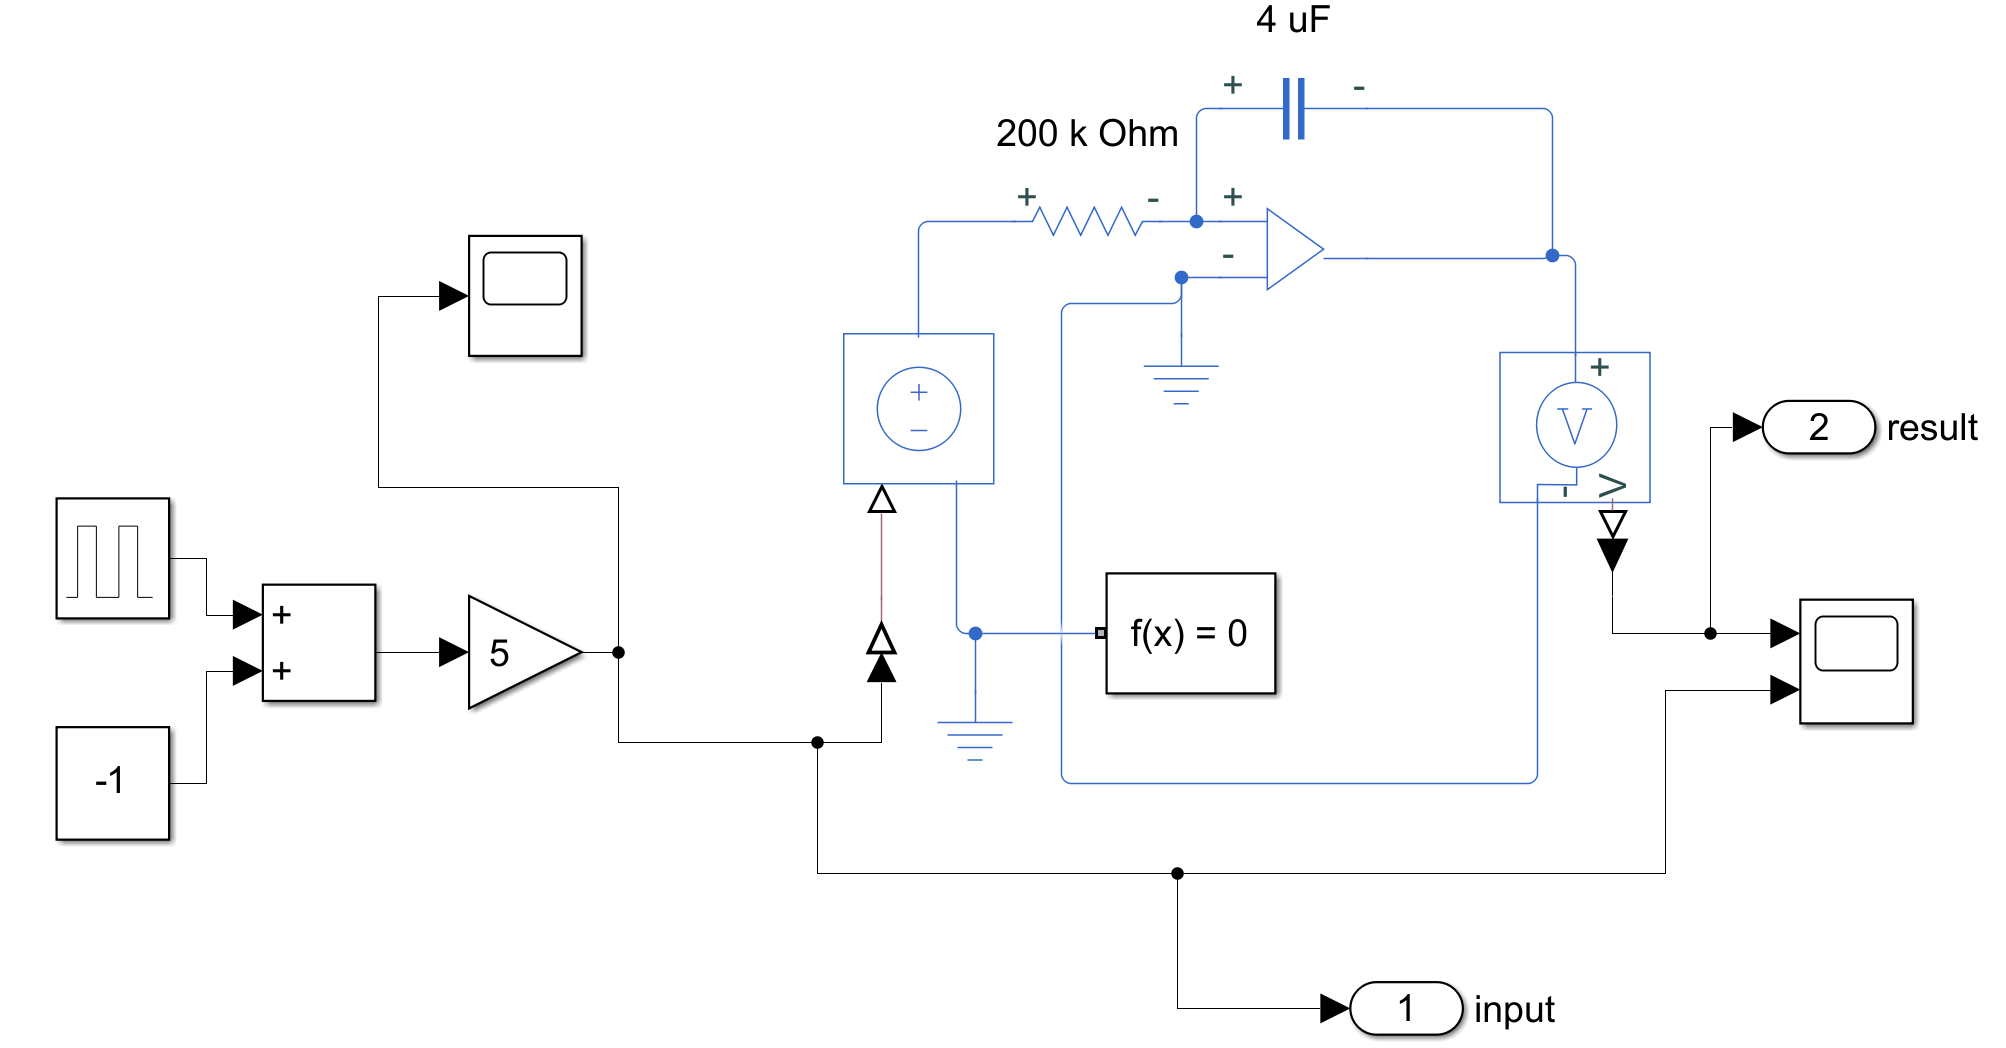 4 uF
+ -
200 k Ohm
+ - +
-
+
-
+
V
- V
2 result
+
5
+
f(x) = 0
-1
1 input